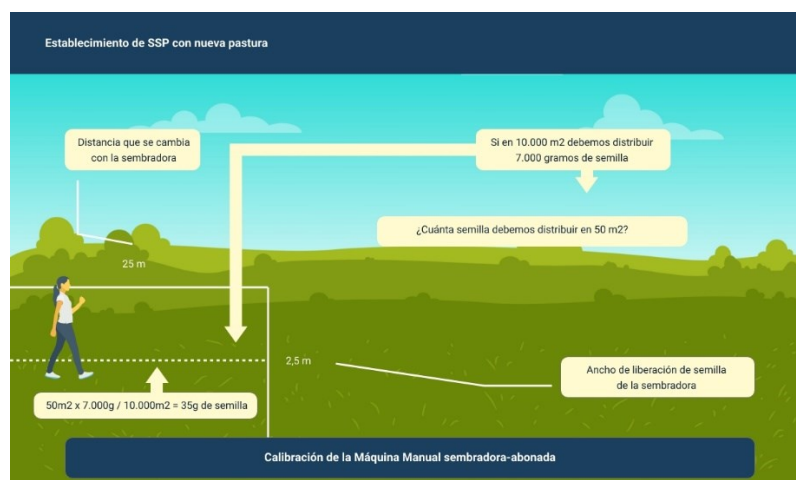 Establecimiento de SSP con nueva pastura
Distancia que se cambia
con la sembradora
Si en 10.000 m2 debemos distribuir
7.000 gramos de semilla
¿Cuánta semilla debemos distribuir en 50 m2?
25 m
2,5 m
Ancho de liberación de semilla
de la sembradora
50m2 x 7.000g / 10.000m2 = 35g de semilla
Calibración de la Máquina Manual sembradora-abonada